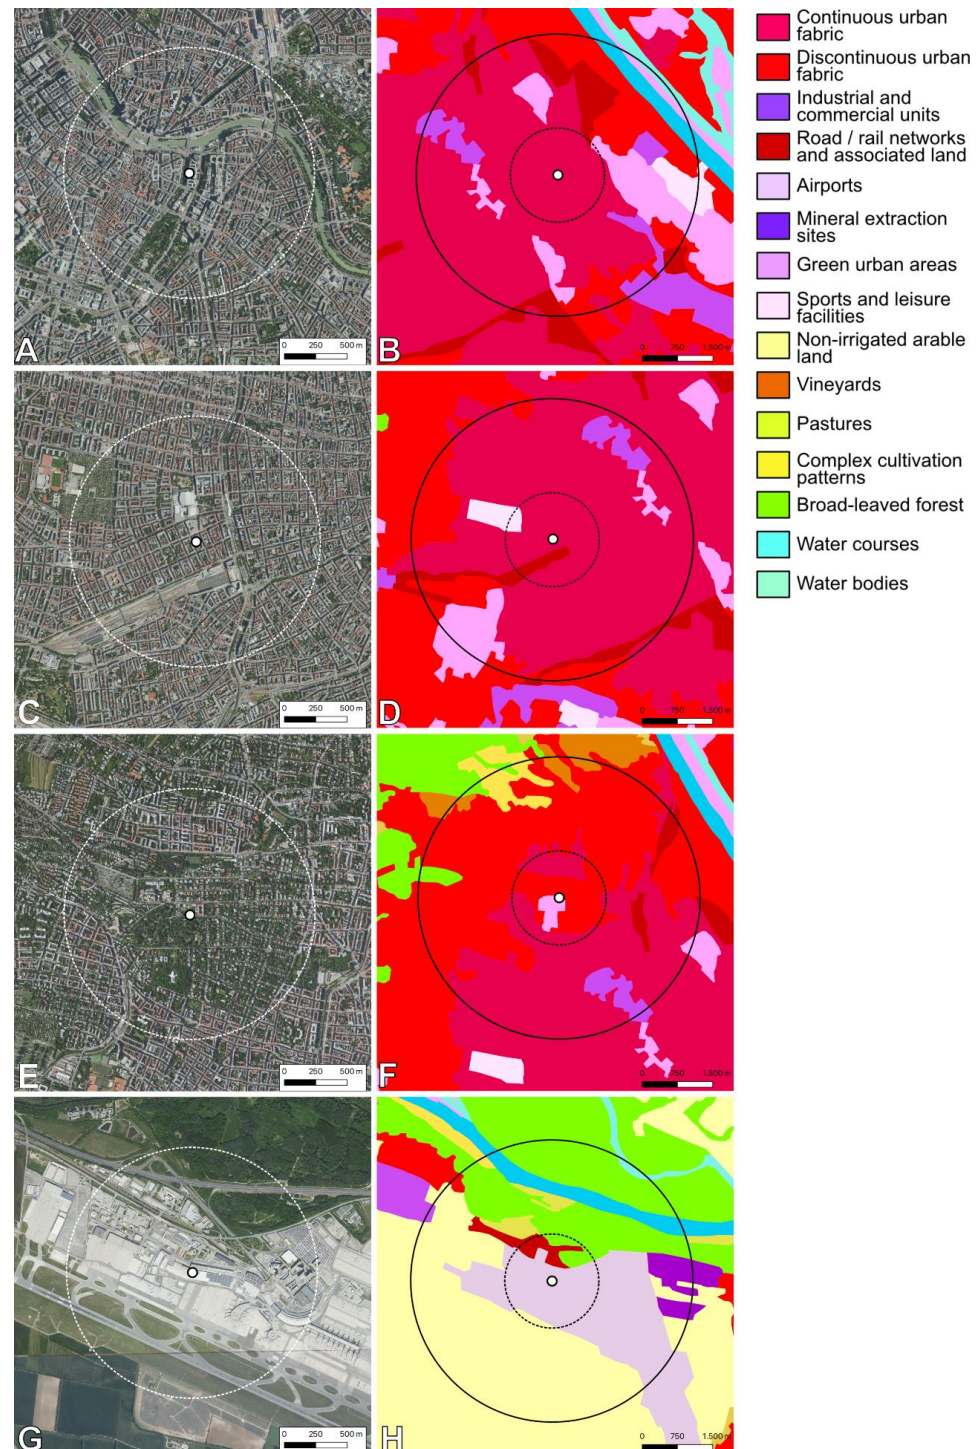 Continuous urban
fabric
Discontinuous urban
fabric
Industrial and
commercial units
Road / rail networks
and associated land
Airports
Mineral extraction
sites
Green urban areas
Sports and leisure
facilities
Non-irrigated arable
land
Vineyards
Pastures
Complex cultivation
patterns
Broad-leaved forest
Water courses
Water bodies
A
0 250 500 m
B
0 750 1.500 m
C
0 250 500 m
D
0 750 1.500 m
E
0 250 500 m
F
0 750 1.500 m
G
0 250 500 m
H
0 750 1.500 m